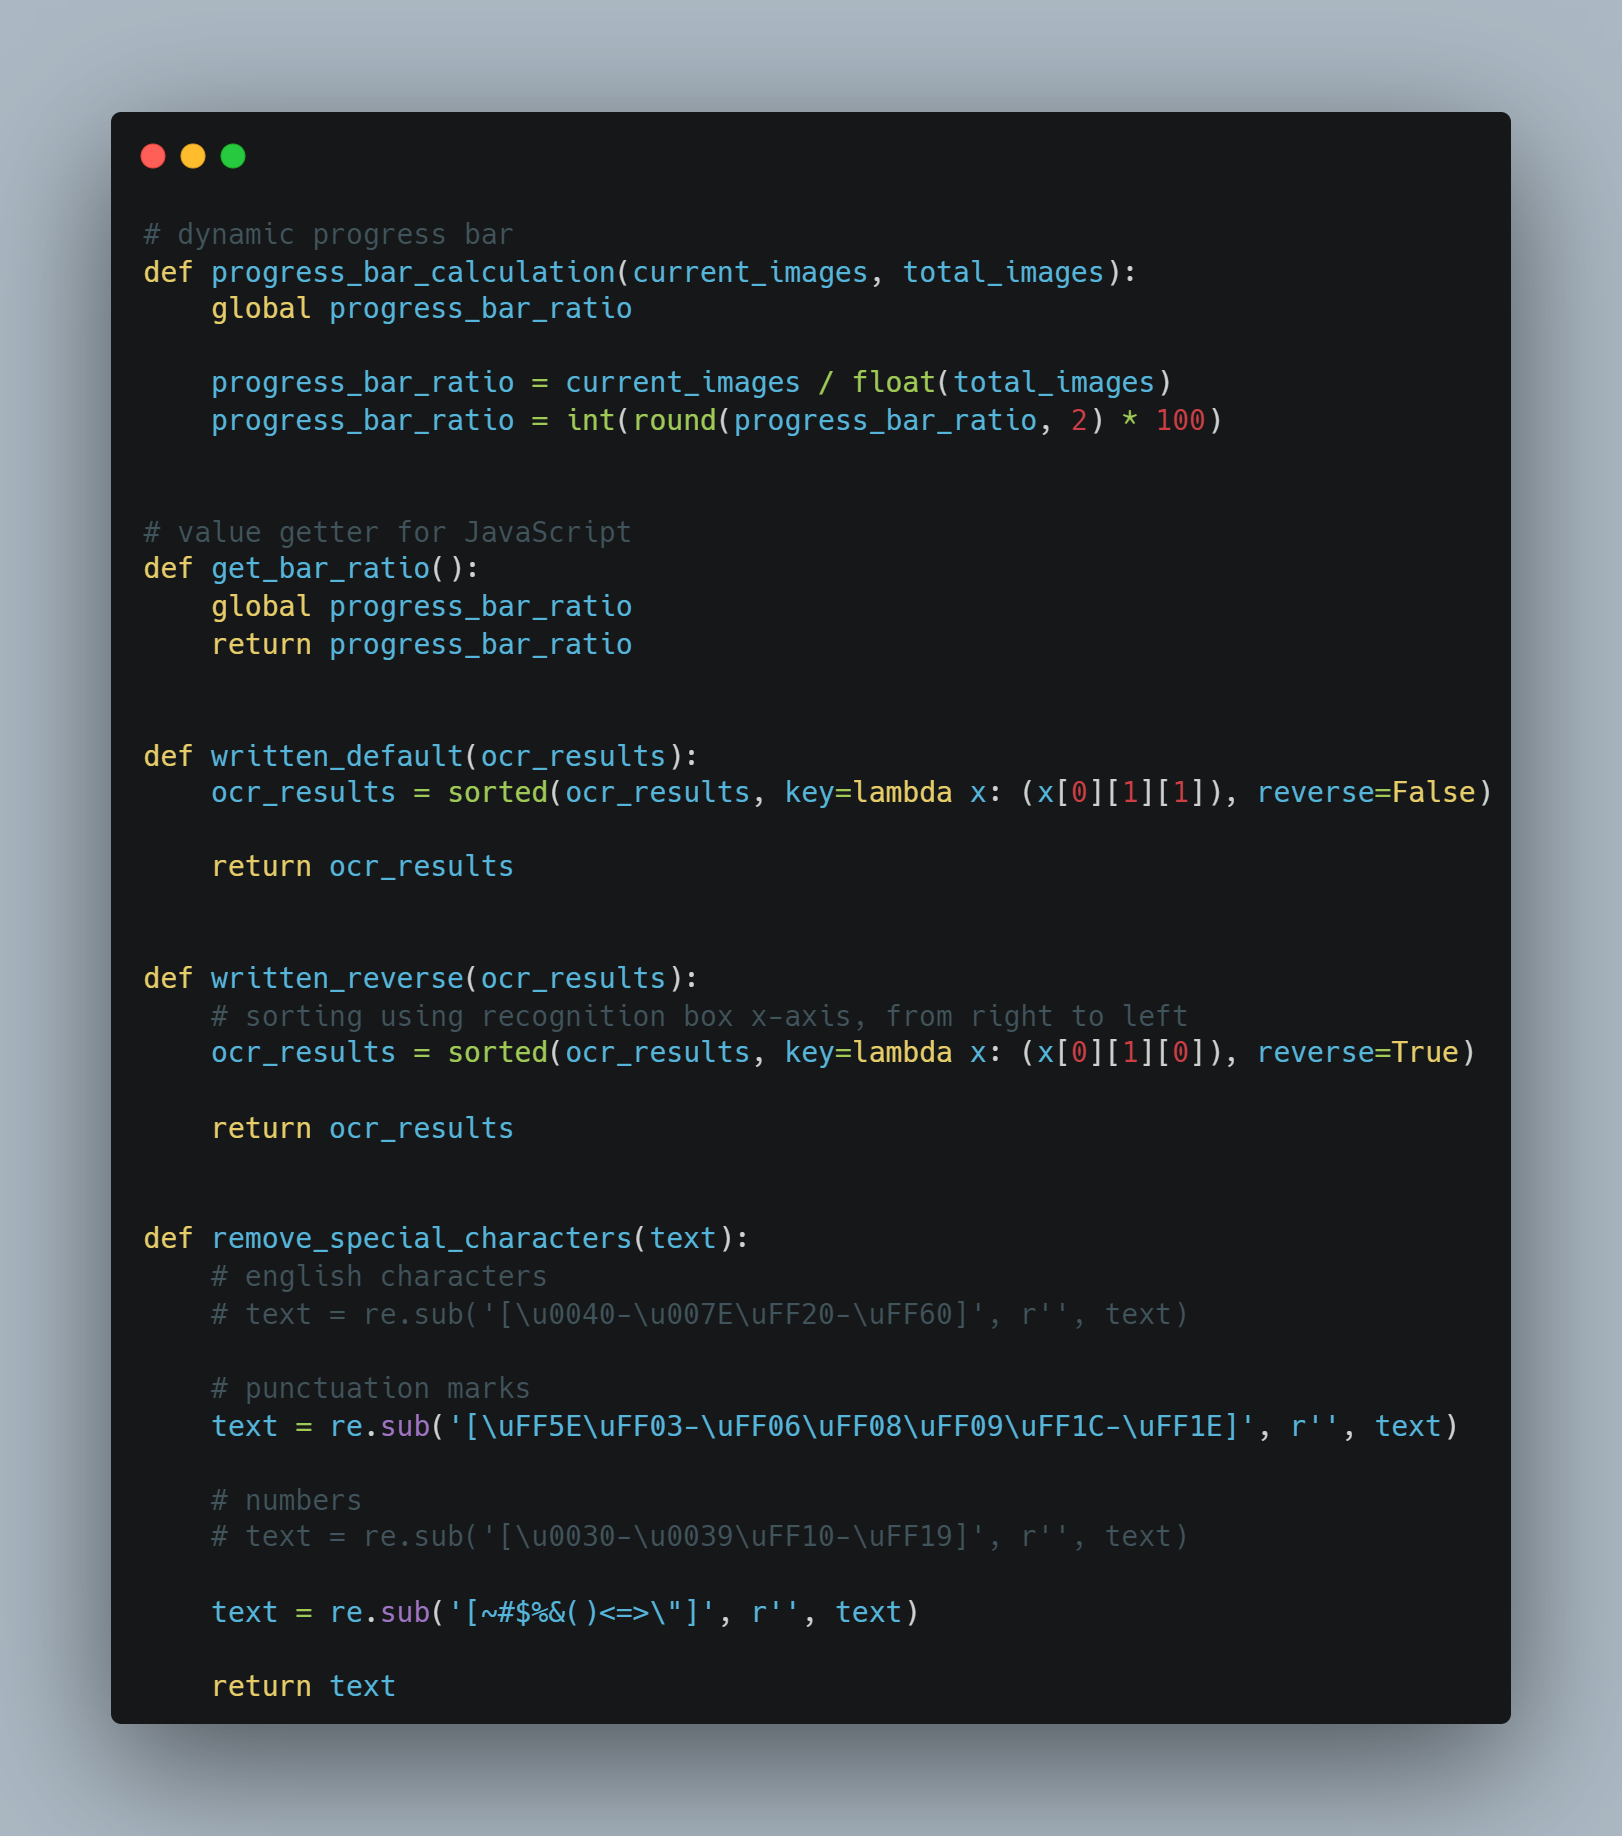 # dynamic progress bar
def progress_bar_calculation(current_images, total_images):
    global progress_bar_ratio

    progress_bar_ratio = current_images / float(total_images)
    progress_bar_ratio = int(round(progress_bar_ratio, 2) * 100)


# value getter for JavaScript
def get_bar_ratio():
    global progress_bar_ratio
    return progress_bar_ratio


def written_default(ocr_results):
    ocr_results = sorted(ocr_results, key=lambda x: (x[0][1][1]), reverse=False)

    return ocr_results


def written_reverse(ocr_results):
    # sorting using recognition box x-axis, from right to left
    ocr_results = sorted(ocr_results, key=lambda x: (x[0][1][0]), reverse=True)

    return ocr_results


def remove_special_characters(text):
    # english characters
    # text = re.sub('[\u0040-\u007E\uFF20-\uFF60]', r'', text)

    # punctuation marks
    text = re.sub('[\uFF5E\uFF03-\uFF06\uFF08\uFF09\uFF1C-\uFF1E]', r'', text)

    # numbers
    # text = re.sub('[\u0030-\u0039\uFF10-\uFF19]', r'', text)

    text = re.sub('[~#$%&()<=>\"]', r'', text)

    return text